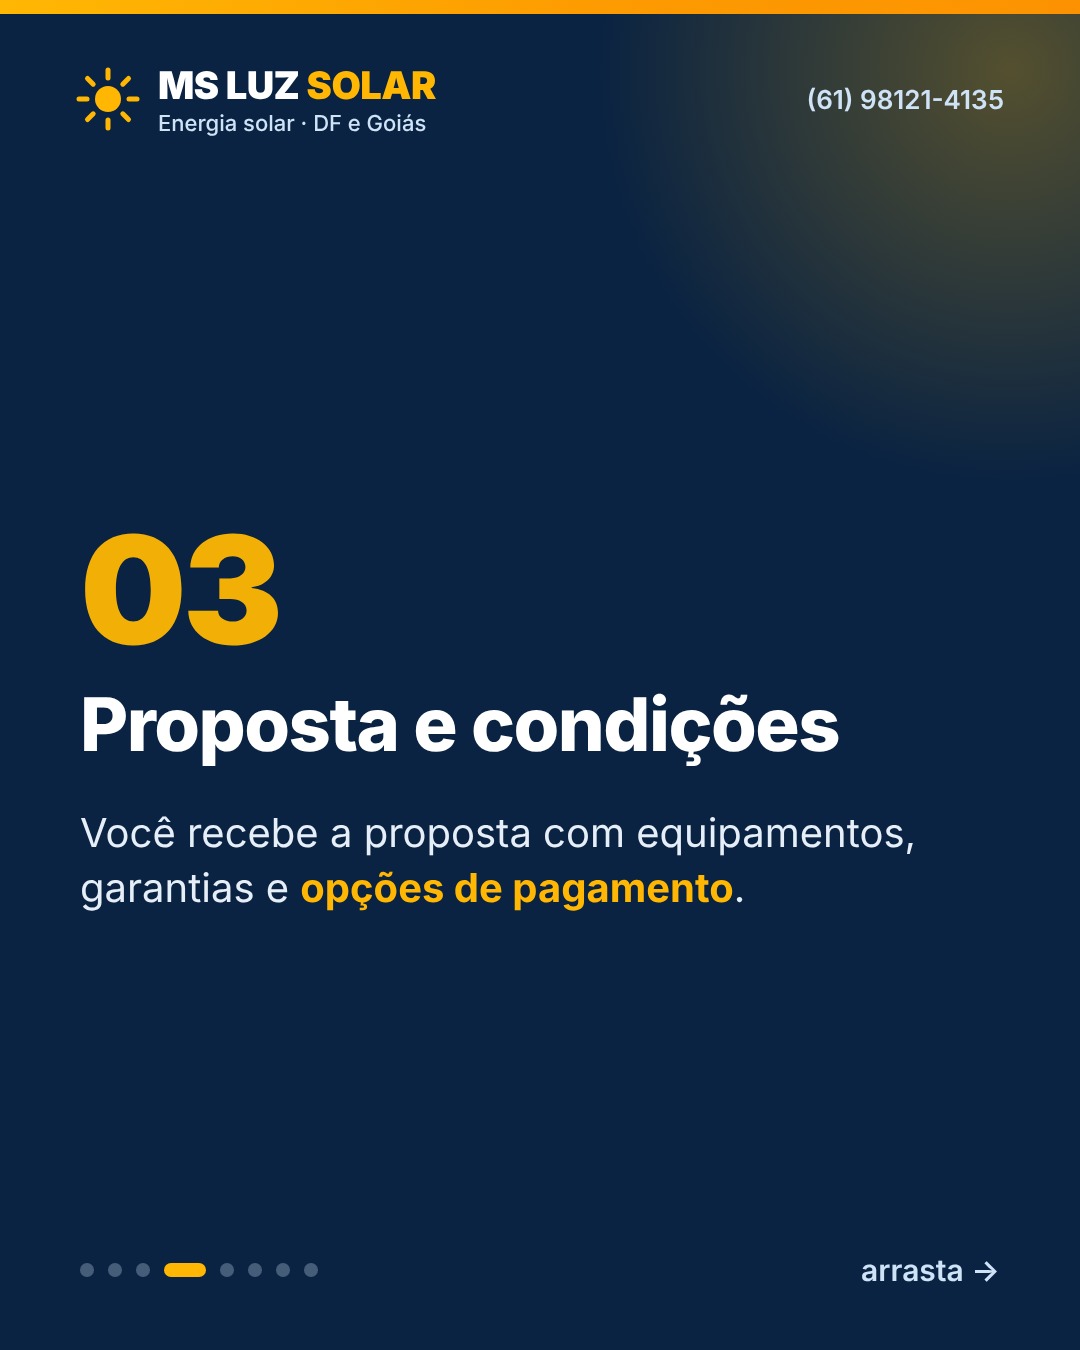 MS LUZ SOLAR
Energia solar · DF e Goiás
(61) 98121-4135
03
Proposta e condições
Você recebe a proposta com equipamentos,
garantias e opções de pagamento.
arrasta →